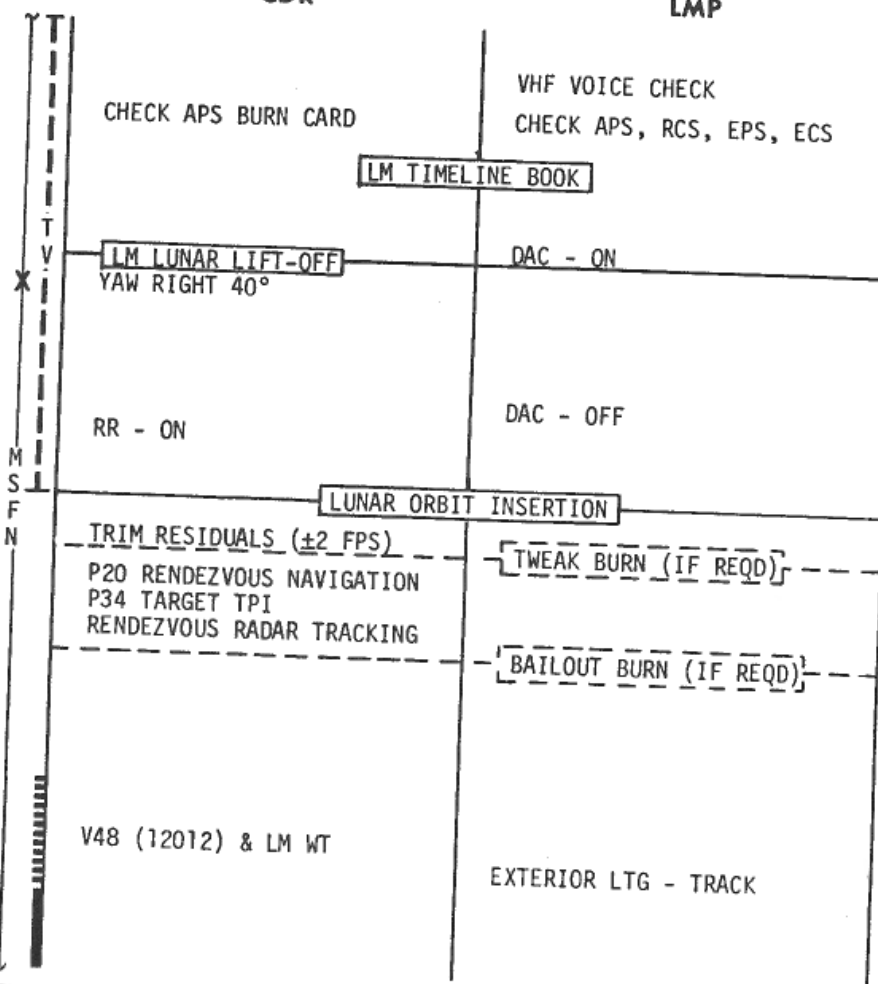 CDR
LMP
VHF VOICE CHECK
CHECK APS BURN CARD
CHECK APS, RCS, EPS, ECS
LM TIMELINE BOOK
TV
LM LUNAR LIFT-OFF
DAC - ON
X
YAW RIGHT 40°
DAC - OFF
RR - ON
MSFN
LUNAR ORBIT INSERTION
TRIM RESIDUALS (±2 FPS)
TWEAK BURN (IF REQD)
P20 RENDEZVOUS NAVIGATION
P34 TARGET TPI
RENDEZVOUS RADAR TRACKING
BAILOUT BURN (IF REQD)
V48 (12012) & LM WT
EXTERIOR LTG - TRACK